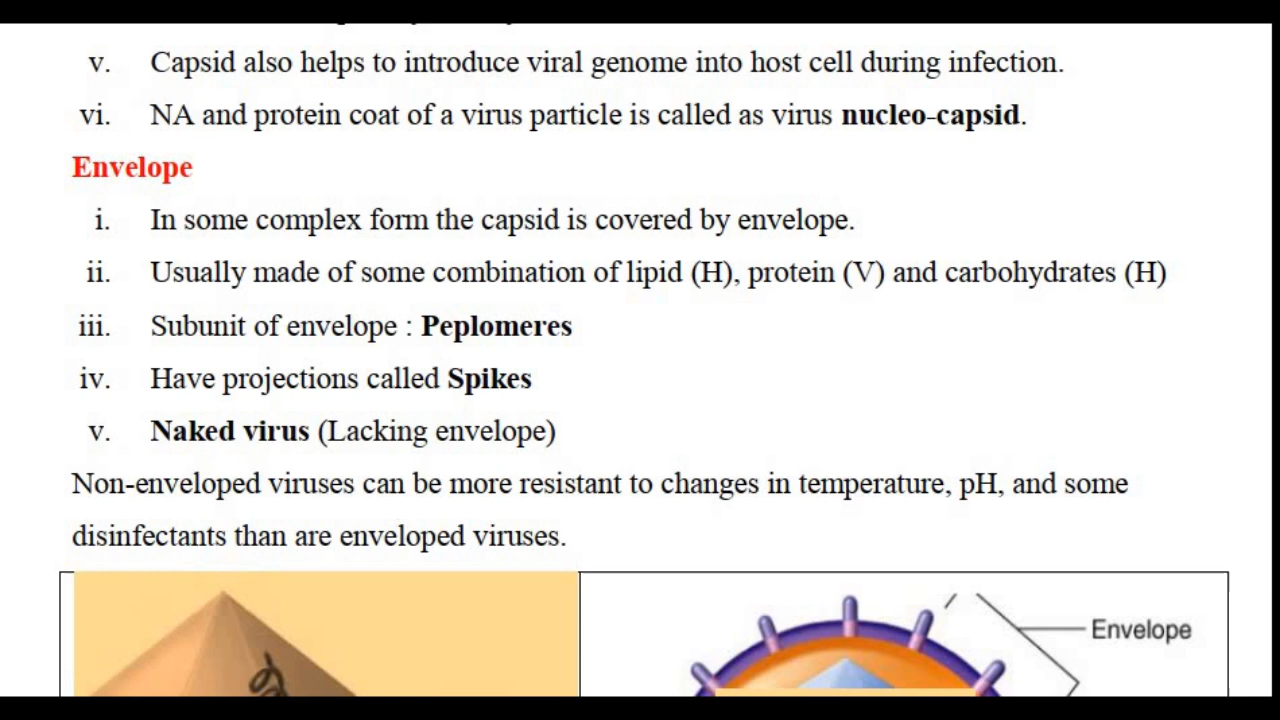 v. Capsid also helps to introduce viral genome into host cell during infection.
vi. NA and protein coat of a virus particle is called as virus nucleo-capsid.
Envelope
i. In some complex form the capsid is covered by envelope.
ii. Usually made of some combination of lipid (H), protein (V) and carbohydrates (H)
iii. Subunit of envelope : Peplomeres
iv. Have projections called Spikes
v. Naked virus (Lacking envelope)
Non-enveloped viruses can be more resistant to changes in temperature, pH, and some
disinfectants than are enveloped viruses.
Envelope